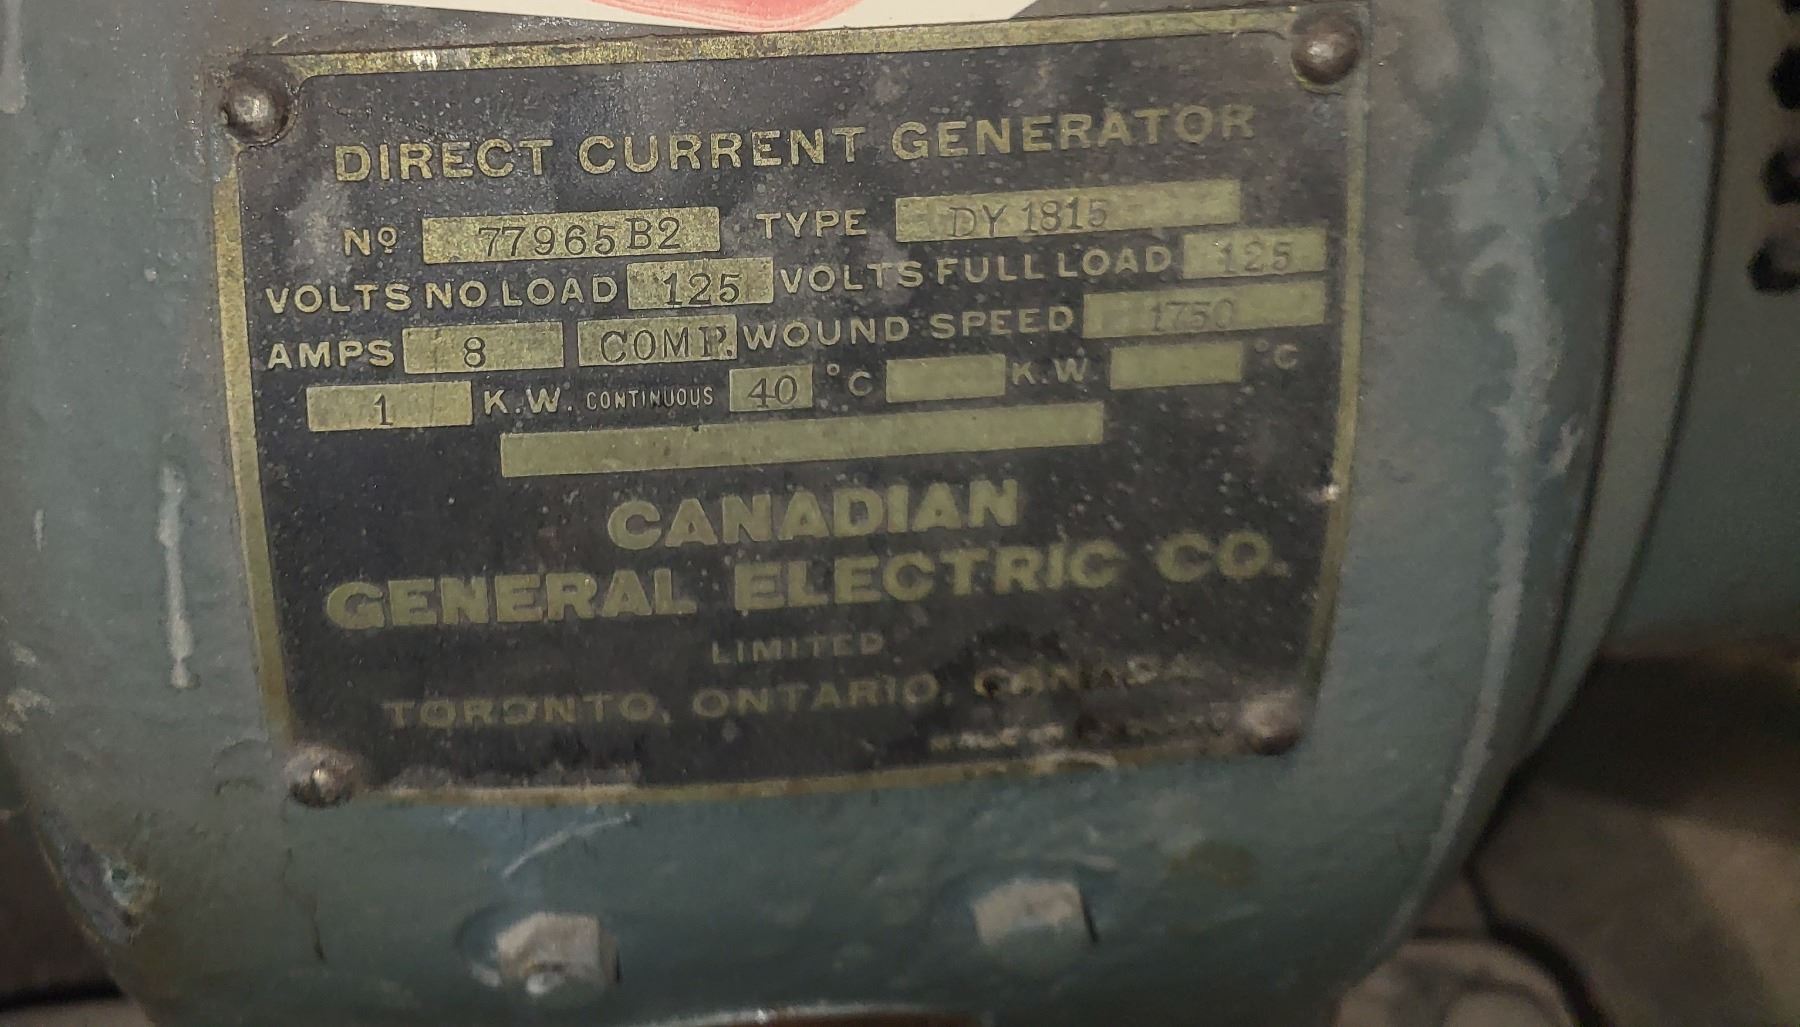 DIRECT CURRENT GENERATOR
Nº 77965B2 TYPE DY 1815
VOLTS NO LOAD 125 VOLTS FULL LOAD 125
AMPS 8 COMP. WOUND SPEED 1750
1 K.W. CONTINUOUS 40 °C K.W °C
CANADIAN
GENERAL ELECTRIC CO.
LIMITED
TORONTO, ONTARIO, CANADA